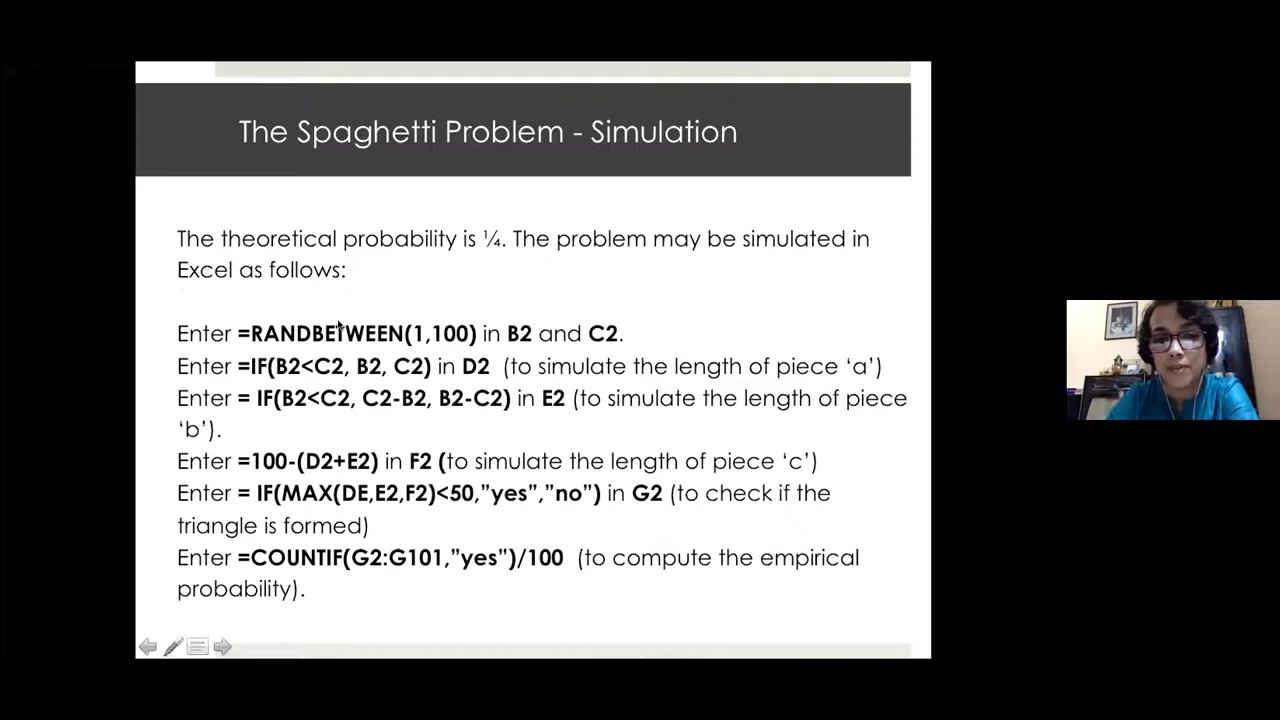 The Spaghetti Problem - Simulation
The theoretical probability is ¼. The problem may be simulated in
Excel as follows:
Enter =RANDBETWEEN(1,100) in B2 and C2.
Enter =IF(B2<C2, B2, C2) in D2 (to simulate the length of piece ‘a’)
Enter = IF(B2<C2, C2-B2, B2-C2) in E2 (to simulate the length of piece
‘b’).
Enter =100-(D2+E2) in F2 (to simulate the length of piece ‘c’)
Enter = IF(MAX(DE,E2,F2)<50,”yes”,”no”) in G2 (to check if the
triangle is formed)
Enter =COUNTIF(G2:G101,”yes”)/100 (to compute the empirical
probability).